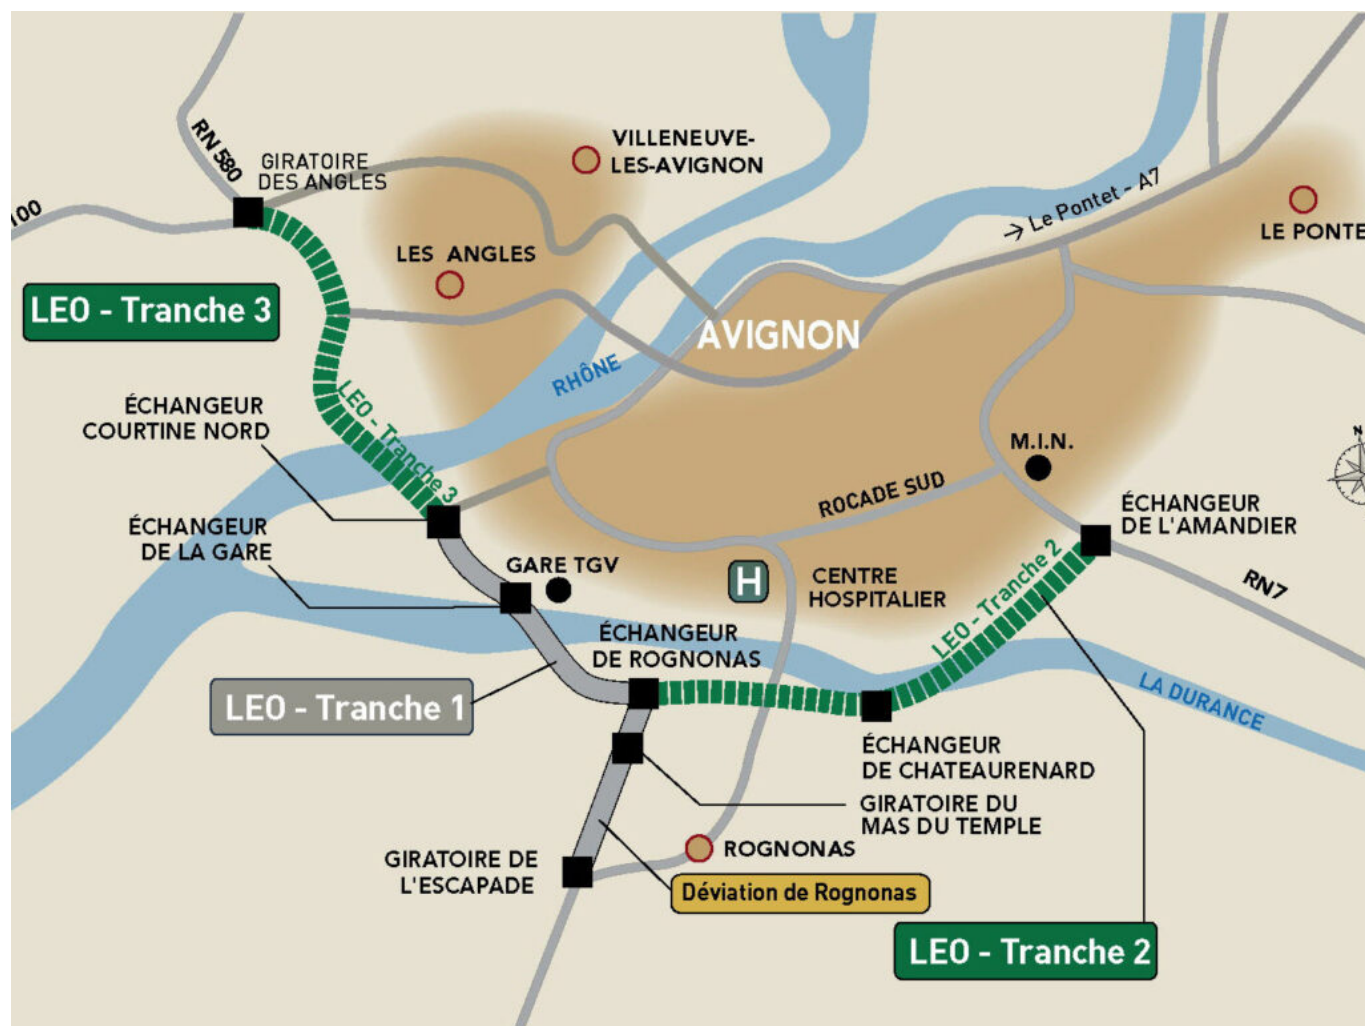 VILLENEUVE-
LES-AVIGNON
RN 580
GIRATOIRE
DES ANGLES
100
→ Le Pontet - A7
LE PONTE
LES ANGLES
LEO - Tranche 3
AVIGNON
RHÔNE
ÉCHANGEUR
COURTINE NORD
LEO - Tranche 3
M.I.N.
N
ROCADE SUD
ÉCHANGEUR
DE L'AMANDIER
ÉCHANGEUR
DE LA GARE
GARE TGV
H
CENTRE
HOSPITALIER
LEO - Tranche 2
RN7
ÉCHANGEUR
DE ROGNONAS
LEO - Tranche 1
LA DURANCE
ÉCHANGEUR
DE CHATEAURENARD
GIRATOIRE DU
MAS DU TEMPLE
ROGNONAS
GIRATOIRE DE
L'ESCAPADE
Déviation de Rognonas
LEO - Tranche 2